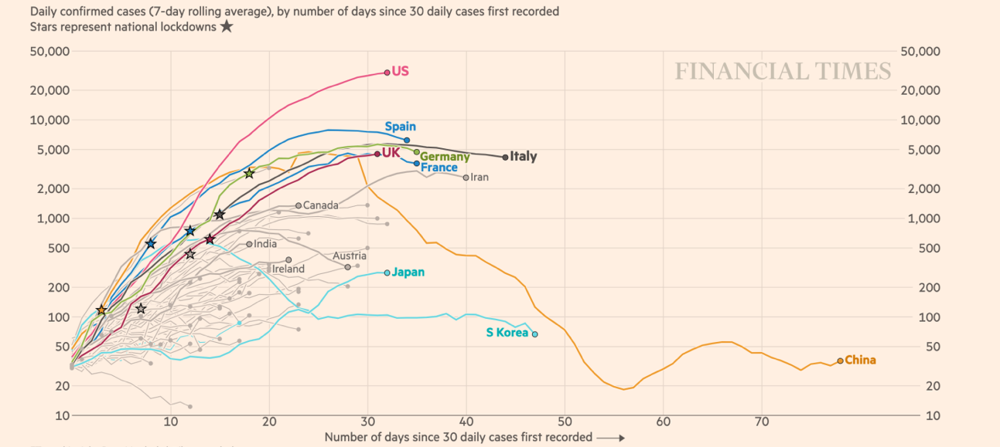 Daily confirmed cases (7-day rolling average), by number of days since 30 daily cases first recorded
Stars represent national lockdowns ★
50,000
50,000
FINANCIAL TIMES
US
20,000
20,000
10,000
10,000
Spain
5,000
5,000
UK
Germany
Italy
France
Iran
2,000
2,000
Canada
1,000
1,000
India
500
500
Austria
Ireland
Japan
200
200
100
100
S Korea
50
50
China
20
20
10
10
10
20
30
40
50
60
70
Number of days since 30 daily cases first recorded →